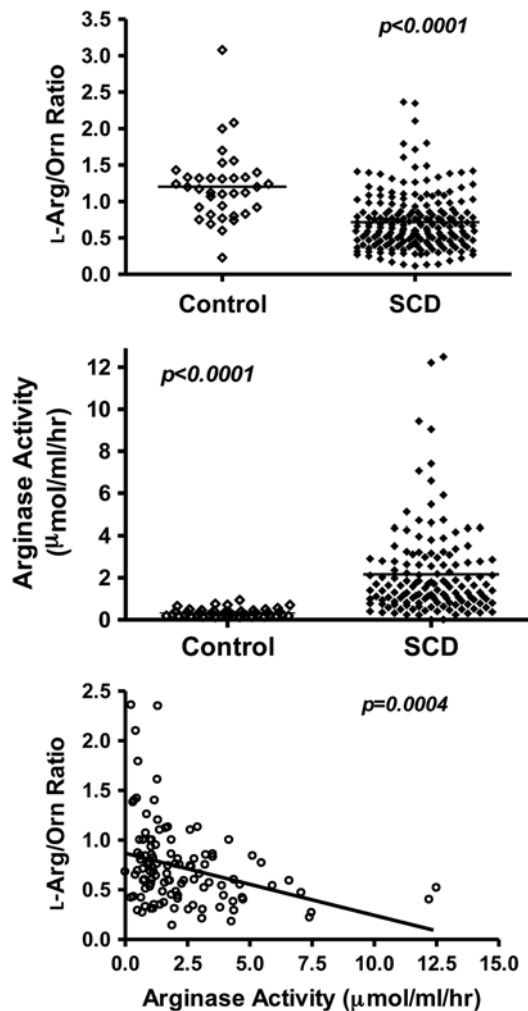 p<0.0001
L-Arg/Orn Ratio
3.5
3.0
2.5
2.0
1.5
1.0
0.5
0.0
Control SCD
p<0.0001
Arginase Activity
(μmol/ml/hr)
12
10
8
6
4
2
0
Control SCD
p=0.0004
L-Arg/Orn Ratio
2.5
2.0
1.5
1.0
0.5
0.0
0.0 2.5 5.0 7.5 10.0 12.5 15.0
Arginase Activity (μmol/ml/hr)